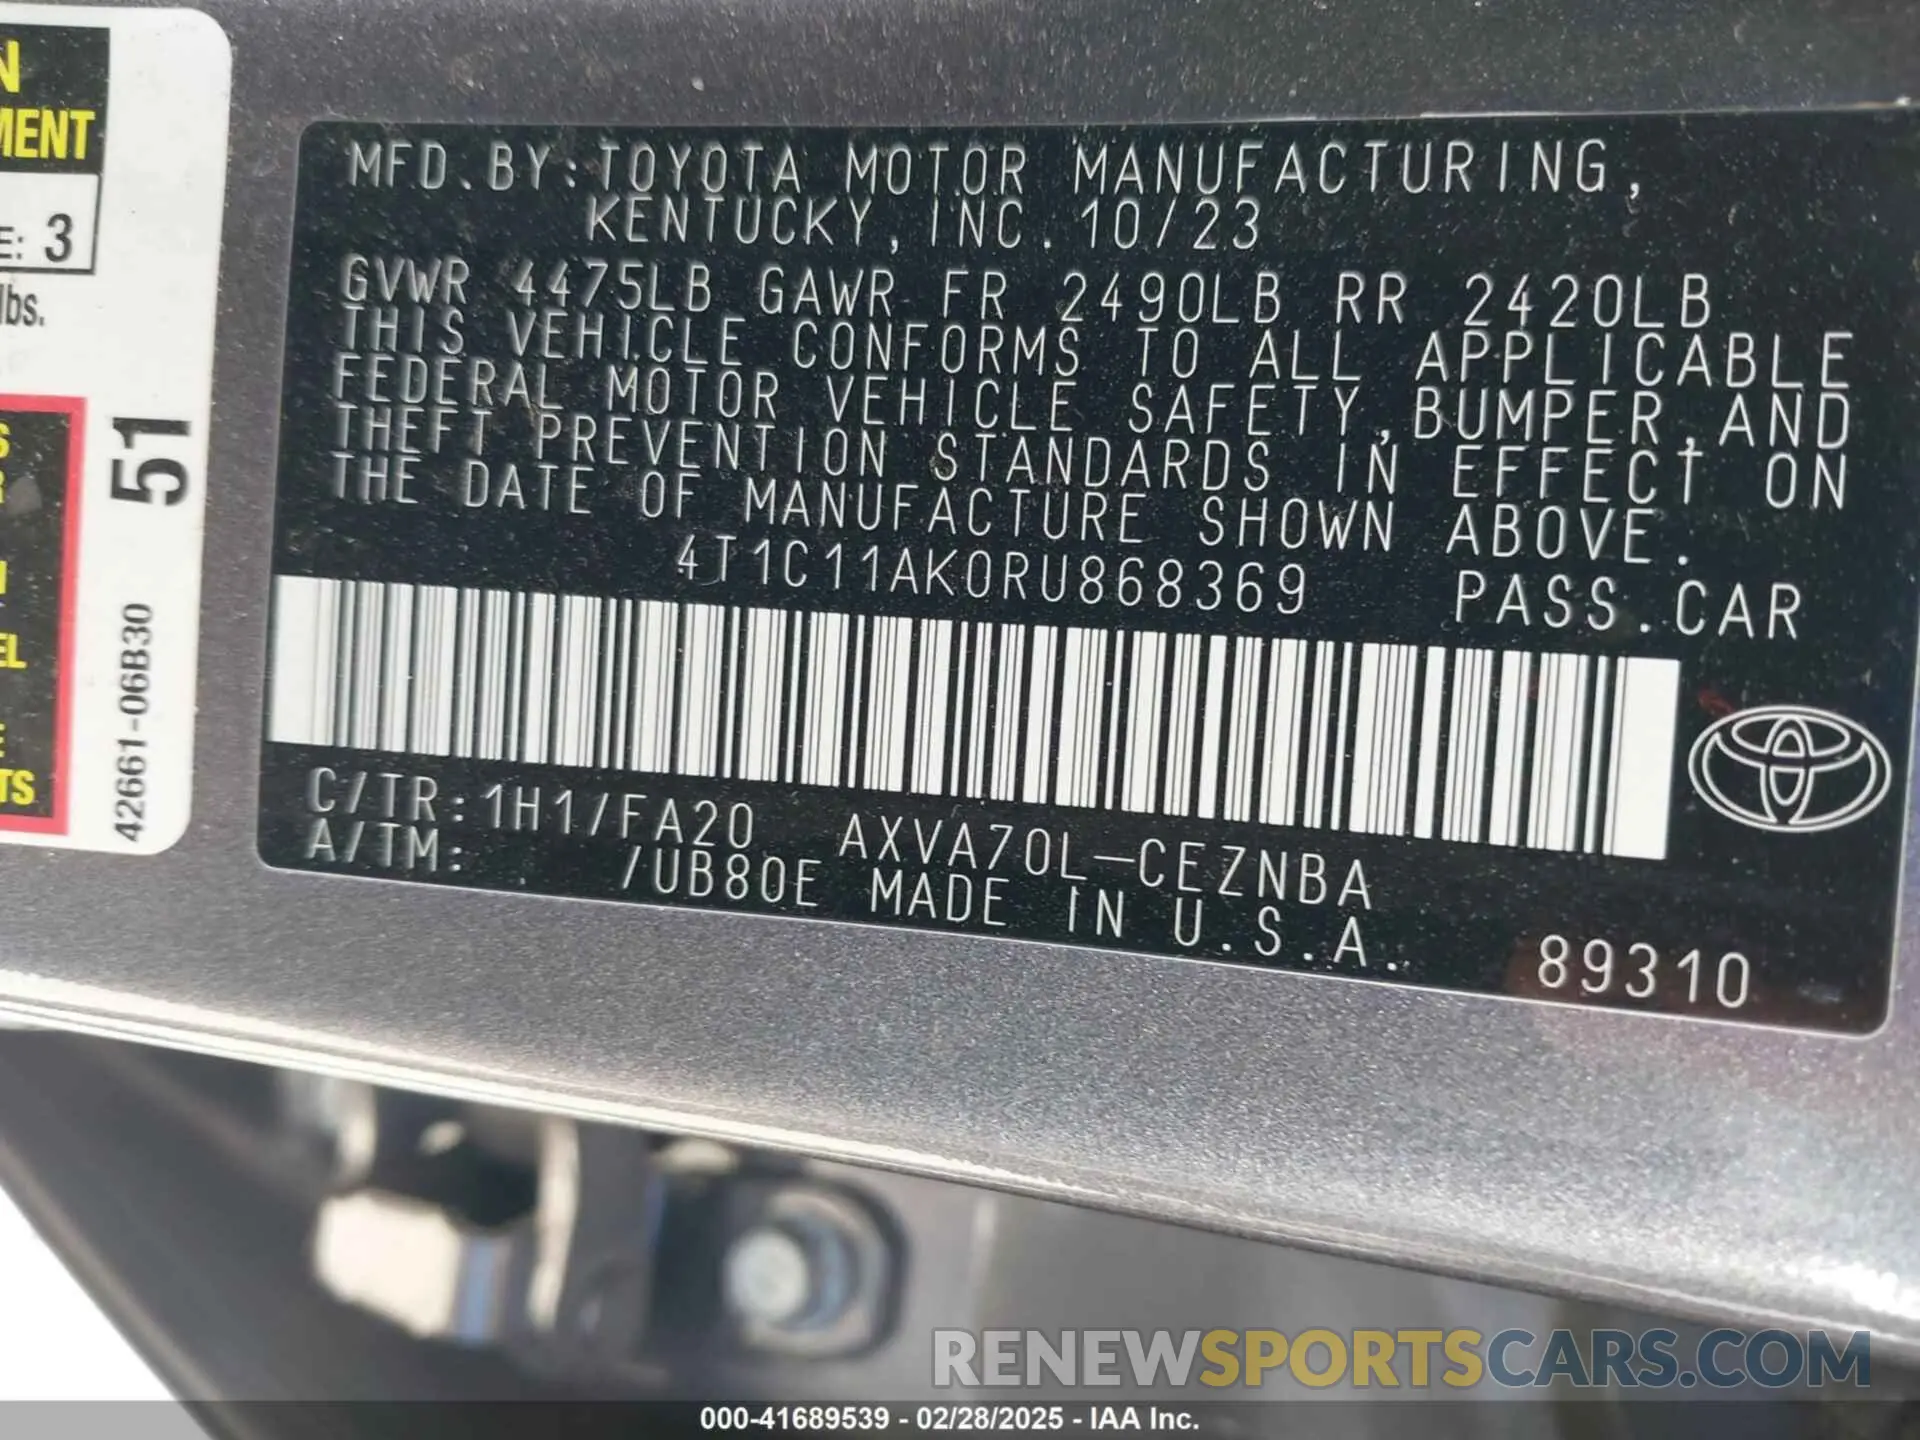 N
MENT
E: 3
lbs.
51
42661-06B30
S
R
N
EL
E
TS
MFD. BY: TOYOTA MOTOR MANUFACTURING,
KENTUCKY, INC. 10/23
GVWR 4475LB GAWR FR 2490LB RR 2420LB
THIS VEHICLE CONFORMS TO ALL APPLICABLE
FEDERAL MOTOR VEHICLE SAFETY, BUMPER, AND
THEFT PREVENTION STANDARDS IN EFFECT ON
THE DATE OF MANUFACTURE SHOWN ABOVE.
4T1C11AK0RU868369 PASS. CAR
C/TR: 1H1/FA20 AXVA70L-CEZNBA
A/TM: /UB80E MADE IN U.S.A.
89310
RENEWSPORTSCARS.COM
000-41689539 - 02/28/2025 - IAA Inc.